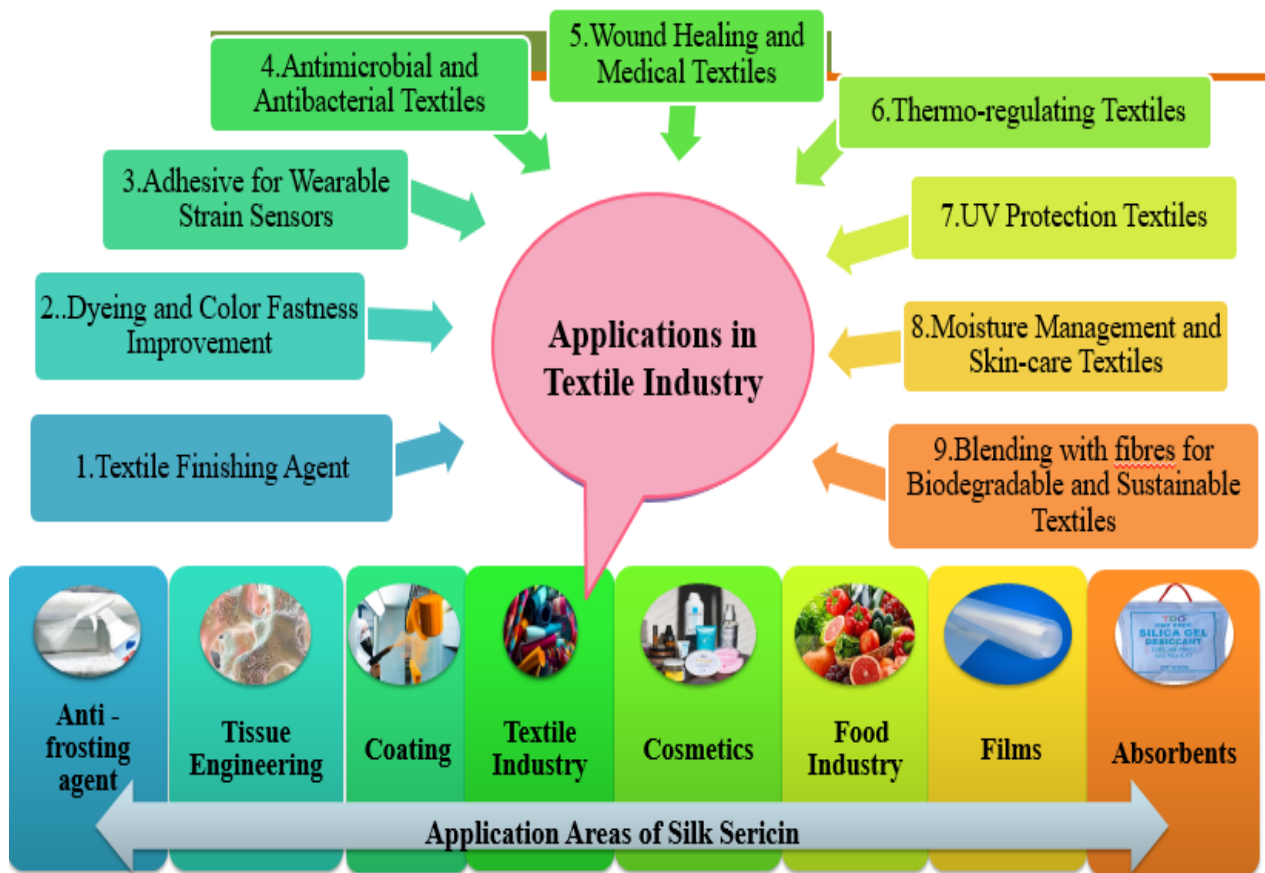 5.Wound Healing and
Medical Textiles
4.Antimicrobial and
Antibacterial Textiles
6.Thermo-regulating Textiles
3.Adhesive for Wearable
Strain Sensors
7.UV Protection Textiles
2..Dyeing and Color Fastness
Improvement
8.Moisture Management and
Skin-care Textiles
1.Textile Finishing Agent
9.Blending with fibres for
Biodegradable and Sustainable
Textiles
Applications in
Textile Industry
Anti -
frosting
agent
Tissue
Engineering
Coating
Textile
Industry
Cosmetics
Food
Industry
Films
SILICA GEL
DESICCANT
Absorbents
Application Areas of Silk Sericin